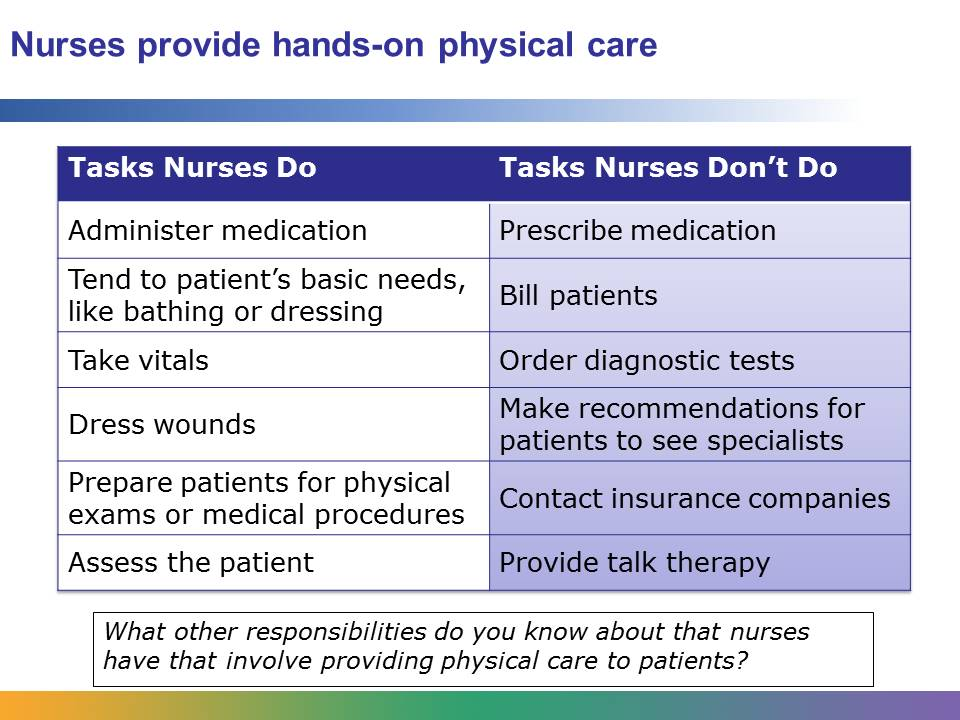 Nurses provide hands-on physical care
Tasks Nurses Do
Tasks Nurses Don’t Do
Administer medication
Prescribe medication
Tend to patient’s basic needs,
like bathing or dressing
Bill patients
Take vitals
Order diagnostic tests
Dress wounds
Make recommendations for
patients to see specialists
Prepare patients for physical
exams or medical procedures
Contact insurance companies
Assess the patient
Provide talk therapy
What other responsibilities do you know about that nurses
have that involve providing physical care to patients?